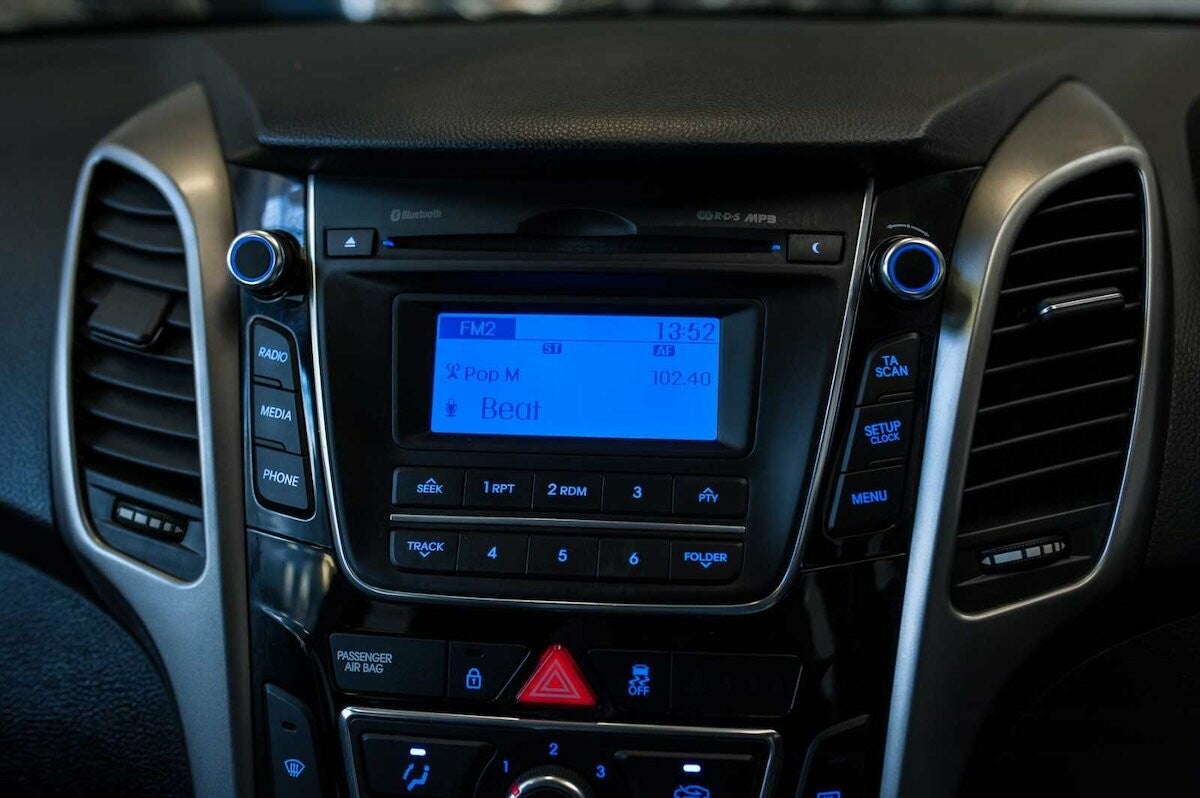 Bluetooth
R·D·S MP3
FM2
13:52
ST
AF
Pop M
102.40
Beat
RADIO
MEDIA
PHONE
TA
SCAN
SETUP
CLOCK
MENU
SEEK
1 RPT
2 RDM
3
PTY
TRACK
4
5
6
FOLDER
PASSENGER
AIR BAG
OFF
1
2
3